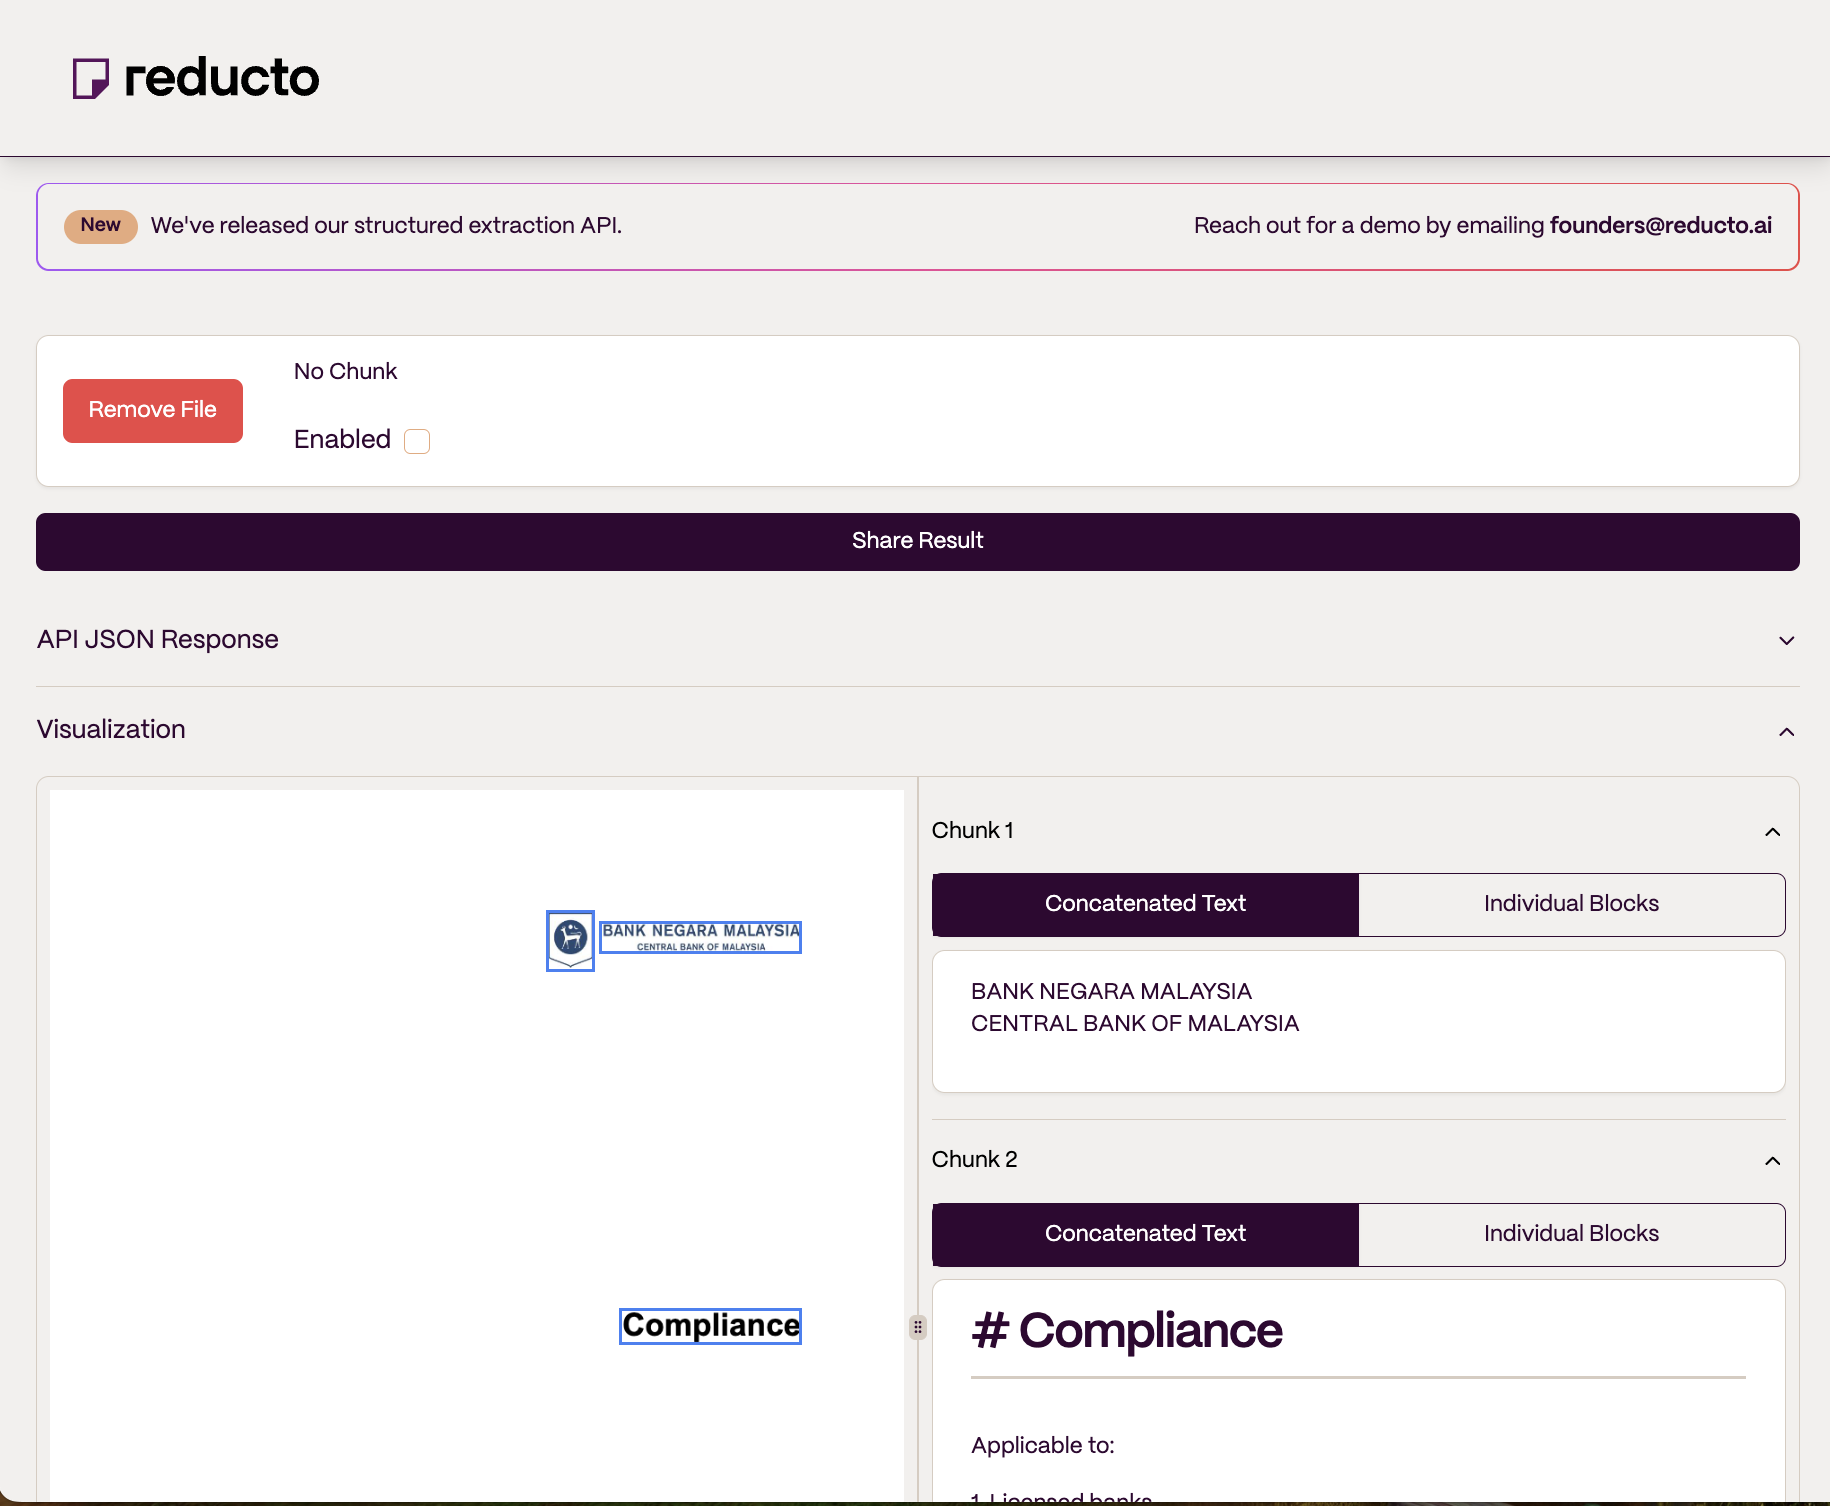 reducto
New We've released our structured extraction API.
Reach out for a demo by emailing founders@reducto.ai
No Chunk
Remove File
Enabled
Share Result
API JSON Response
Visualization
BANK NEGARA MALAYSIA
CENTRAL BANK OF MALAYSIA
Compliance
Chunk 1
Concatenated Text
Individual Blocks
BANK NEGARA MALAYSIA
CENTRAL BANK OF MALAYSIA
Chunk 2
Concatenated Text
Individual Blocks
# Compliance
Applicable to:
1. Licensed banks